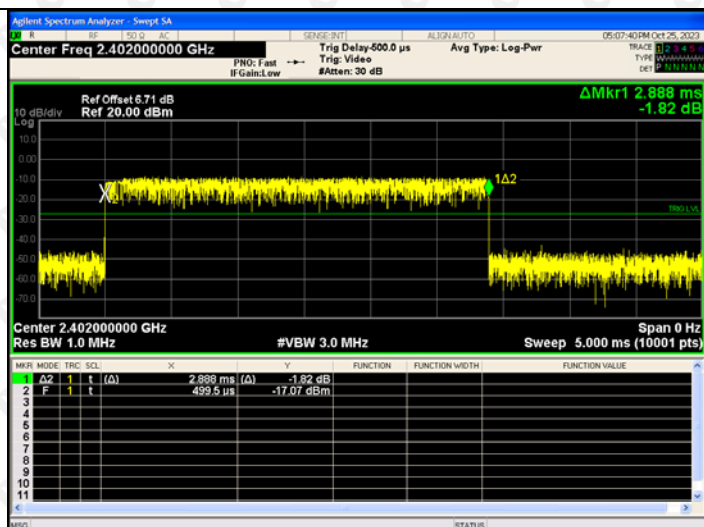 Agilent Spectrum Analyzer - Swept SA
R RF 50 Ω AC SENSE:INT ALIGN AUTO 05:07:40 PM Oct 25, 2023
Center Freq 2.402000000 GHz
PNO: Fast
IFGain:Low
Trig Delay-500.0 µs
Trig: Video
#Atten: 30 dB
Avg Type: Log-Pwr
TRACE 1 2 3 4 5 6
TYPE W
DET P N N N N N
ΔMkr1 2.888 ms
-1.82 dB
Ref Offset 6.71 dB
10 dB/div Ref 20.00 dBm
Log
10.0
0.00
-10.0
-20.0
-30.0
-40.0
-50.0
-60.0
-70.0
1Δ2
2
TRIG LVL
Center 2.402000000 GHz Span 0 Hz
Res BW 1.0 MHz #VBW 3.0 MHz Sweep 5.000 ms (10001 pts)
MKR MODE TRC SCL X Y FUNCTION FUNCTION WIDTH FUNCTION VALUE
1 Δ2 1 t (Δ) 2.888 ms (Δ) -1.82 dB
2 F 1 t 499.5 µs -17.07 dBm
3
4
5
6
7
8
9
10
11
MSG STATUS